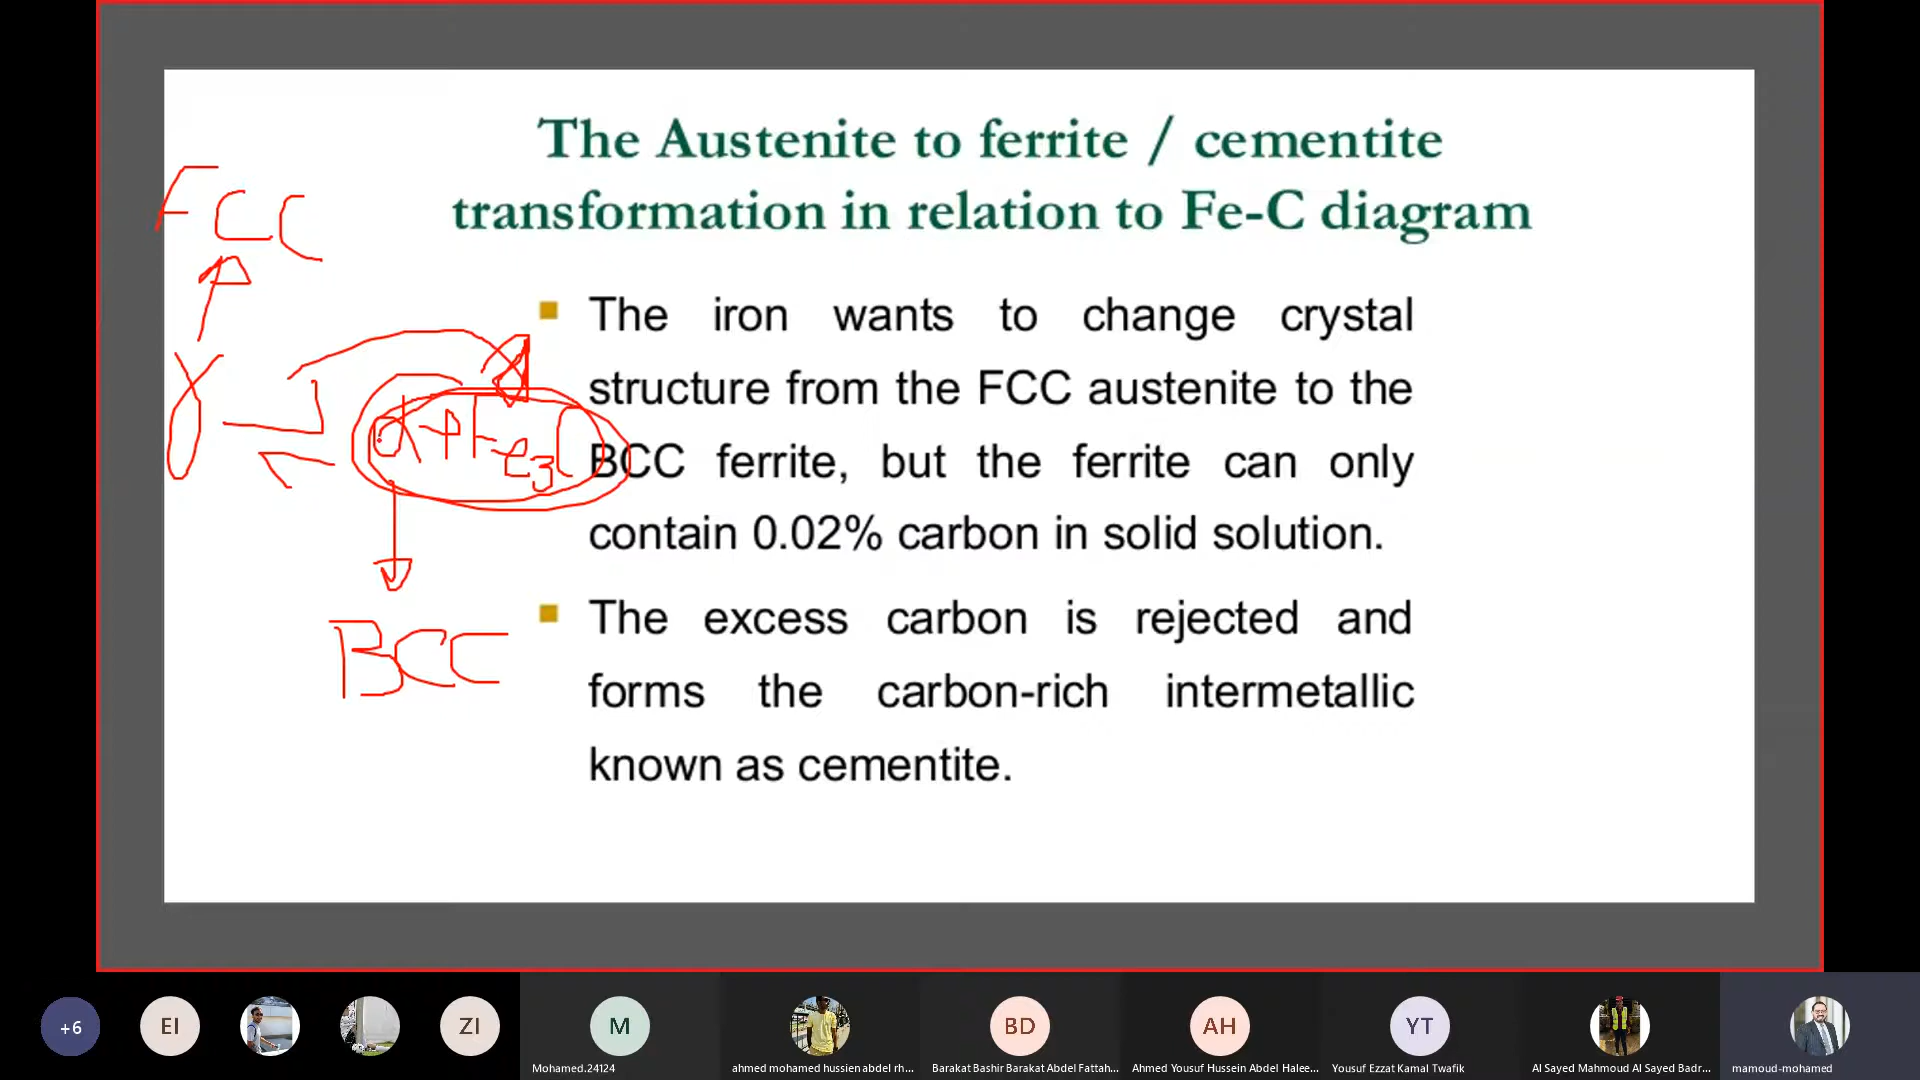 The Austenite to ferrite / cementite
transformation in relation to Fe-C diagram
FCC
γ ⇌ α + Fe3C
BCC
The iron wants to change crystal
structure from the FCC austenite to the
BCC ferrite, but the ferrite can only
contain 0.02% carbon in solid solution.
The excess carbon is rejected and
forms the carbon-rich intermetallic
known as cementite.
+6
EI
ZI
M
BD
AH
YT
Mohamed.24124
ahmed mohamed hussien abdel rh...
Barakat Bashir Barakat Abdel Fattah...
Ahmed Yousuf Hussein Abdel Halee...
Yousuf Ezzat Kamal Twafik
Al Sayed Mahmoud Al Sayed Badr...
mamoud-mohamed